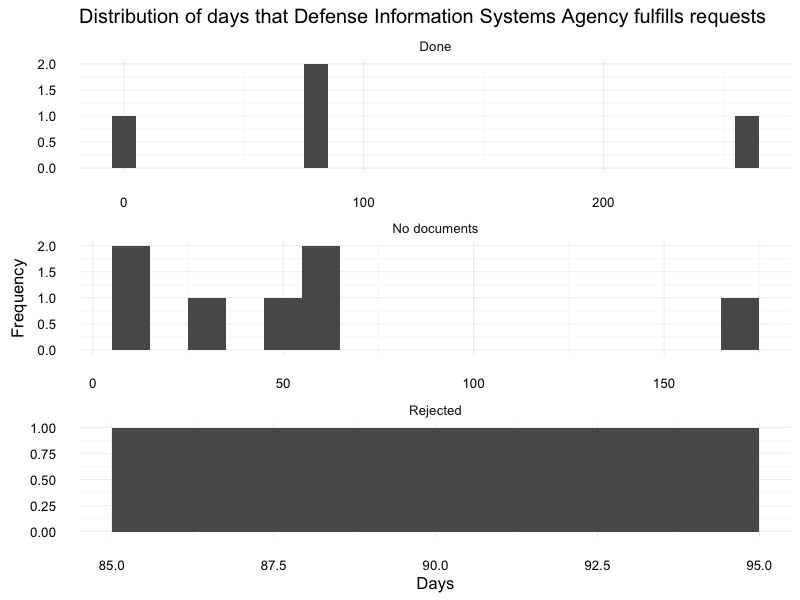 Distribution of days that Defense Information Systems Agency fulfills requests
Done
2.0
1.5
1.0
0.5
0.0
0 100 200
No documents
2.0
1.5
1.0
0.5
0.0
0 50 100 150
Frequency
Rejected
1.00
0.75
0.50
0.25
0.00
85.0 87.5 90.0 92.5 95.0
Days